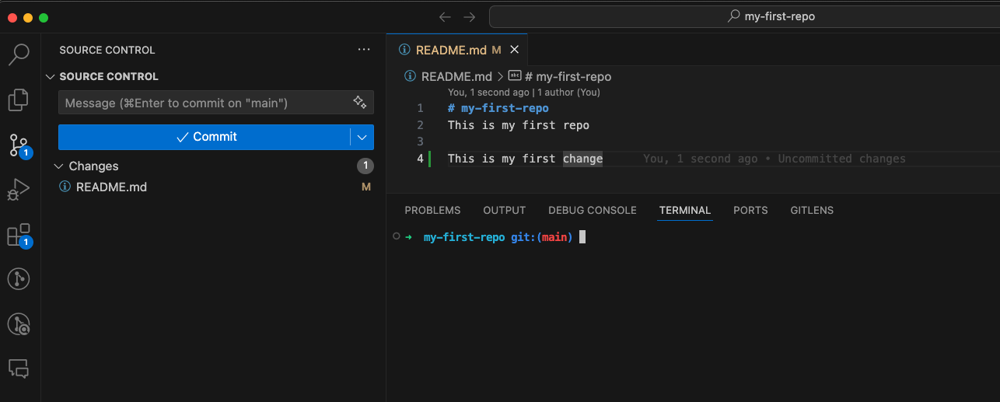 my-first-repo
SOURCE CONTROL
SOURCE CONTROL
Message (⌘Enter to commit on "main")
Commit
Changes 1
README.md M
1
1
README.md M
README.md > # my-first-repo
You, 1 second ago | 1 author (You)
1 # my-first-repo
2 This is my first repo
3
4 This is my first change You, 1 second ago • Uncommitted changes
PROBLEMS OUTPUT DEBUG CONSOLE TERMINAL PORTS GITLENS
→ my-first-repo git:(main)